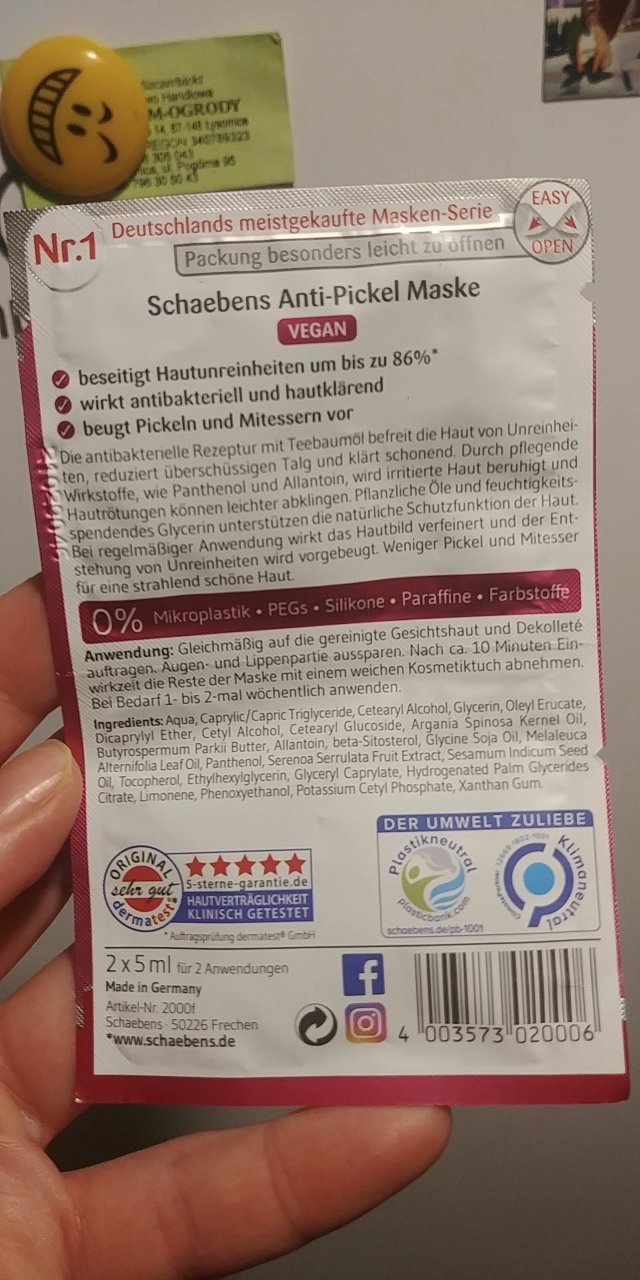 M-OGRODY
Nr.1
Deutschlands meistgekaufte Masken-Serie
Packung besonders leicht zu öffnen
EASY
OPEN
Schaebens Anti-Pickel Maske
VEGAN
beseitigt Hautunreinheiten um bis zu 86%*
wirkt antibakteriell und hautklärend
beugt Pickeln und Mitessern vor
Die antibakterielle Rezeptur mit Teebaumöl befreit die Haut von Unreinhei-
ten, reduziert überschüssigen Talg und klärt schonend. Durch pflegende
Wirkstoffe, wie Panthenol und Allantoin, wird irritierte Haut beruhigt und
Hautrötungen können leichter abklingen. Pflanzliche Öle und feuchtigkeits-
spendendes Glycerin unterstützen die natürliche Schutzfunktion der Haut.
Bei regelmäßiger Anwendung wirkt das Hautbild verfeinert und der Ent-
stehung von Unreinheiten wird vorgebeugt. Weniger Pickel und Mitesser
für eine strahlend schöne Haut.
0% Mikroplastik • PEGs • Silikone • Paraffine • Farbstoffe
Anwendung: Gleichmäßig auf die gereinigte Gesichtshaut und Dekolleté
auftragen. Augen- und Lippenpartie aussparen. Nach ca. 10 Minuten Ein-
wirkzeit die Reste der Maske mit einem weichen Kosmetiktuch abnehmen.
Bei Bedarf 1- bis 2-mal wöchentlich anwenden.
Ingredients: Aqua, Caprylic/Capric Triglyceride, Cetearyl Alcohol, Glycerin, Oleyl Erucate,
Dicaprylyl Ether, Cetyl Alcohol, Cetearyl Glucoside, Argania Spinosa Kernel Oil,
Butyrospermum Parkii Butter, Allantoin, beta-Sitosterol, Glycine Soja Oil, Melaleuca
Alternifolia Leaf Oil, Panthenol, Serenoa Serrulata Fruit Extract, Sesamum Indicum Seed
Oil, Tocopherol, Ethylhexylglycerin, Glyceryl Caprylate, Hydrogenated Palm Glycerides
Citrate, Limonene, Phenoxyethanol, Potassium Cetyl Phosphate, Xanthan Gum.
ORIGINAL
sehr gut
dermatest®
5-sterne-garantie.de
HAUTVERTRÄGLICHKEIT
KLINISCH GETESTET
* Auftragsprüfung dermatest® GmbH
DER UMWELT ZULIEBE
Plastikneutral
plasticbank.com
schaebens.de/pb-1001
Klimaneutral
ClimatePartner
2 x 5 ml für 2 Anwendungen
Made in Germany
Artikel-Nr. 2000f
Schaebens · 50226 Frechen
*www.schaebens.de
4 003573 020006